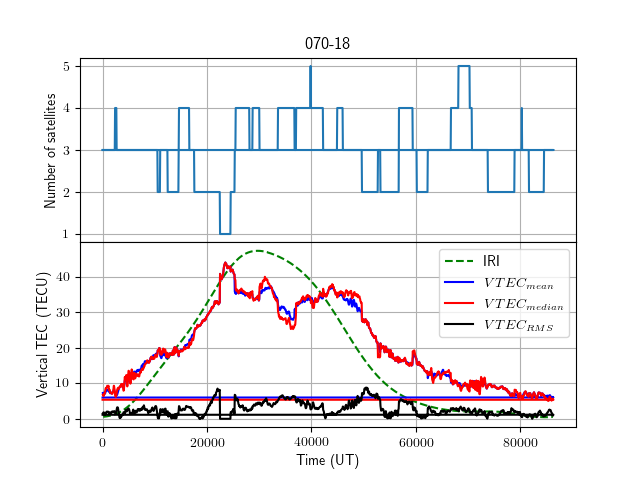 070-18
Number of satellites
5
4
3
2
1
Vertical TEC (TECU)
40
30
20
10
0
IRI
VTEC_mean
VTEC_median
VTEC_RMS
0 20000 40000 60000 80000
Time (UT)